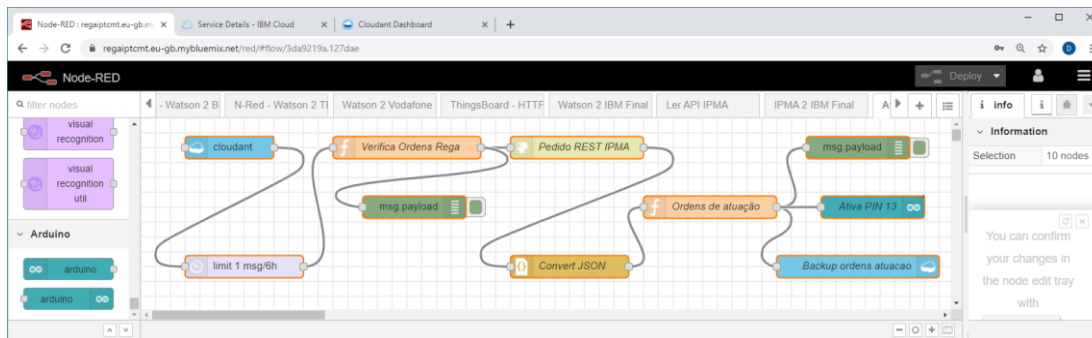 Node-RED : regaiptcmt.eu-gb.my
Service Details - IBM Cloud
Cloudant Dashboard
regaiptcmt.eu-gb.mybluemix.net/red/#flow/3da9219a.127dae
D
Node-RED
Deploy
filter nodes
- Watson 2 B
N-Red - Watson 2 Tl
Watson 2 Vodafone
ThingsBoard - HTTF
Watson 2 IBM Final
Ler API IPMA
IPMA 2 IBM Final
info
i
Information
Selection
10 nodes
visual
recognition
visual
recognition
util
Arduino
arduino
arduino
cloudant
Verifica Ordens Rega
Pedido REST IPMA
msg.payload
msg.payload
Ordens de atuação
Ativa PIN 13
limit 1 msg/6h
Convert JSON
Backup ordens atuacao
You can confirm
your changes in
the node edit tray
with